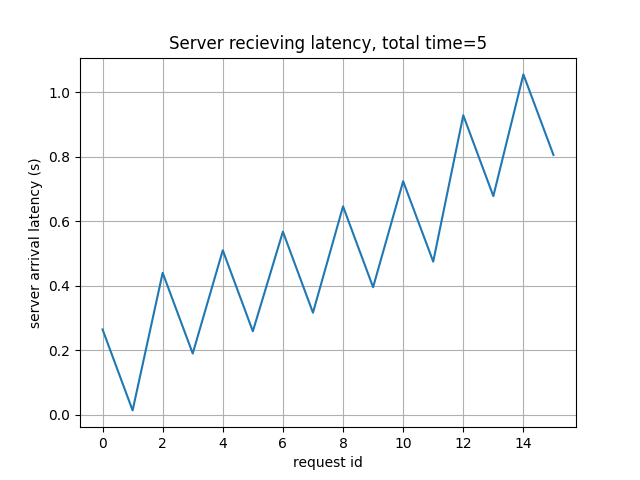 Server recieving latency, total time=5
server arrival latency (s)
1.0
0.8
0.6
0.4
0.2
0.0
0 2 4 6 8 10 12 14
request id